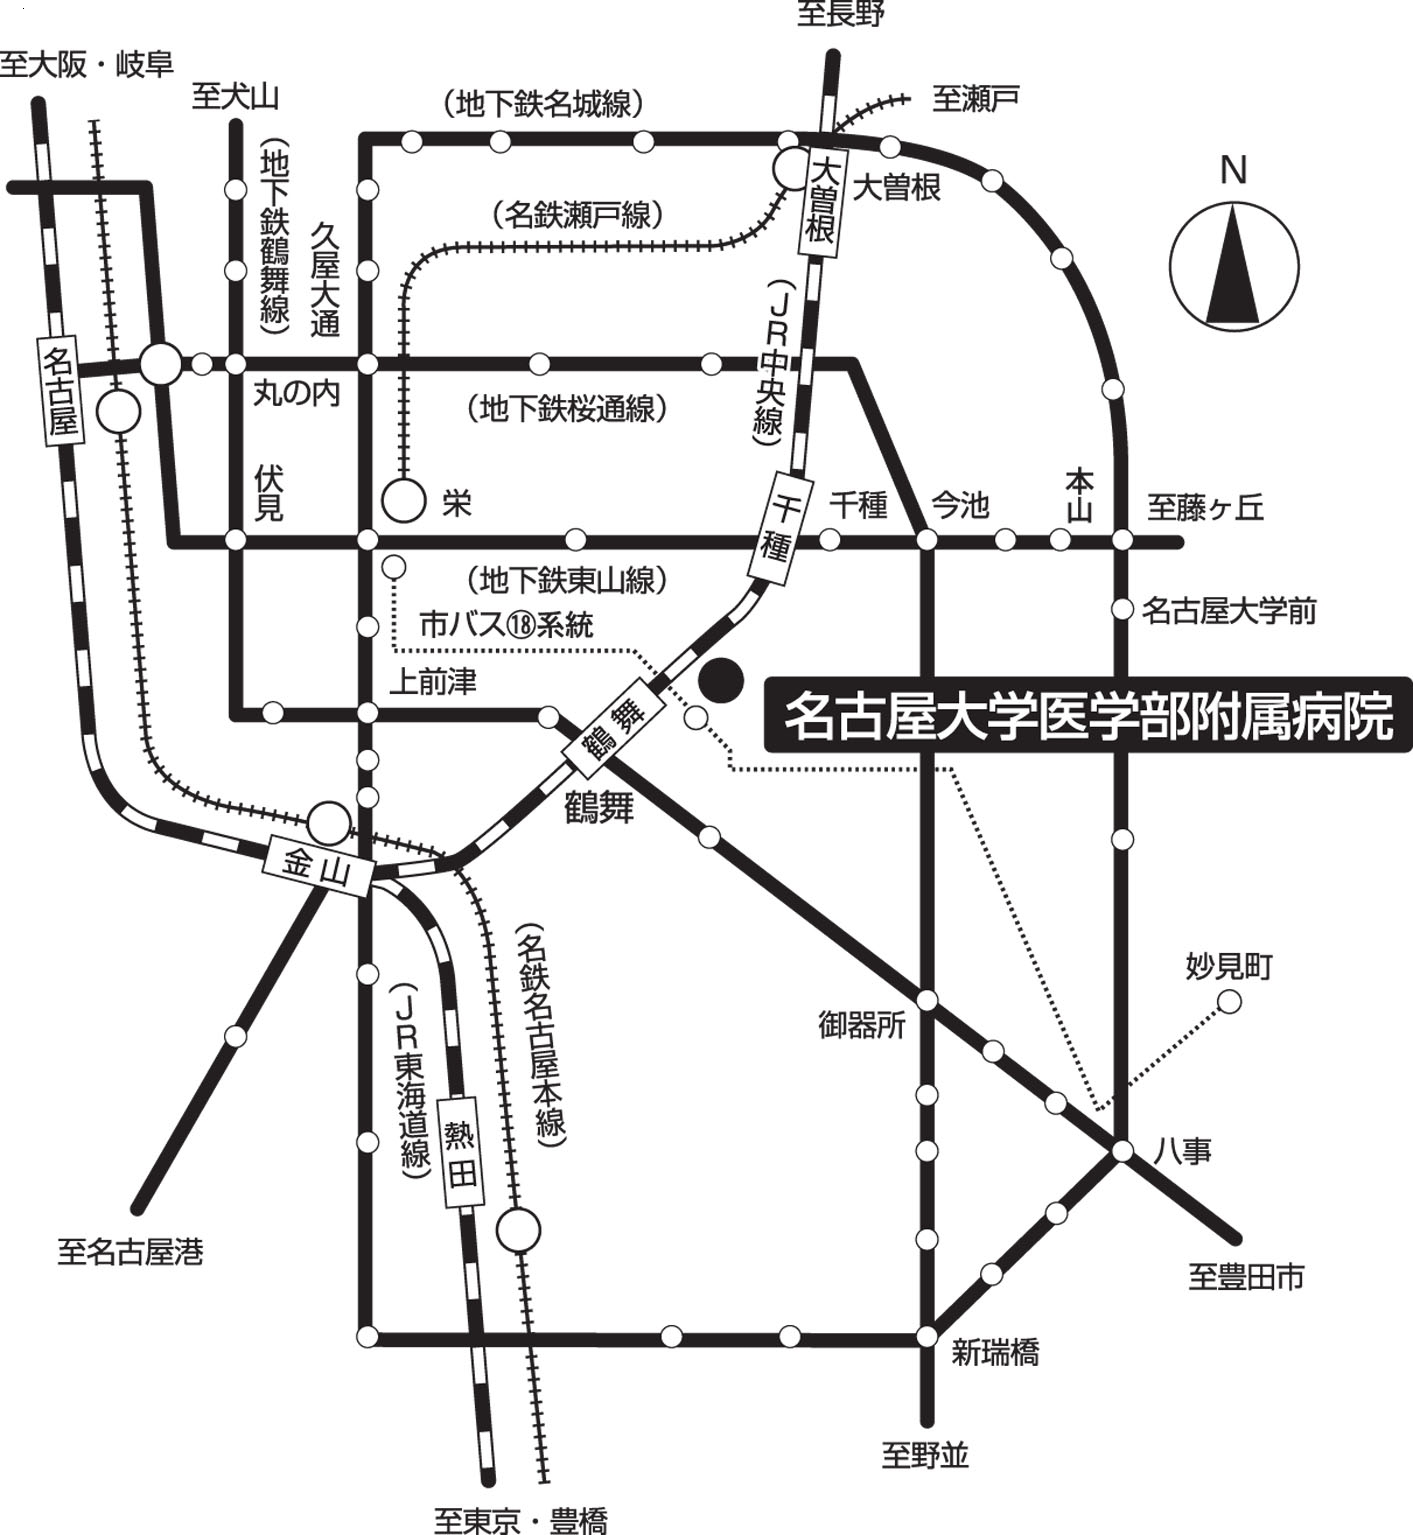 至長野
至大阪・岐阜
至犬山
（地下鉄名城線）
至瀬戸
N
（地下鉄鶴舞線）
久屋大通
（名鉄瀬戸線）
大曽根
大曽根
（JR中央線）
名古屋
丸の内
（地下鉄桜通線）
伏見
栄
千種
千種
今池
本山
至藤ヶ丘
（地下鉄東山線）
市バス⑱系統
名古屋大学前
上前津
鶴舞
名古屋大学医学部附属病院
鶴舞
金山
（名鉄名古屋本線）
妙見町
（JR東海道線）
御器所
熱田
八事
至名古屋港
至豊田市
新瑞橋
至野並
至東京・豊橋